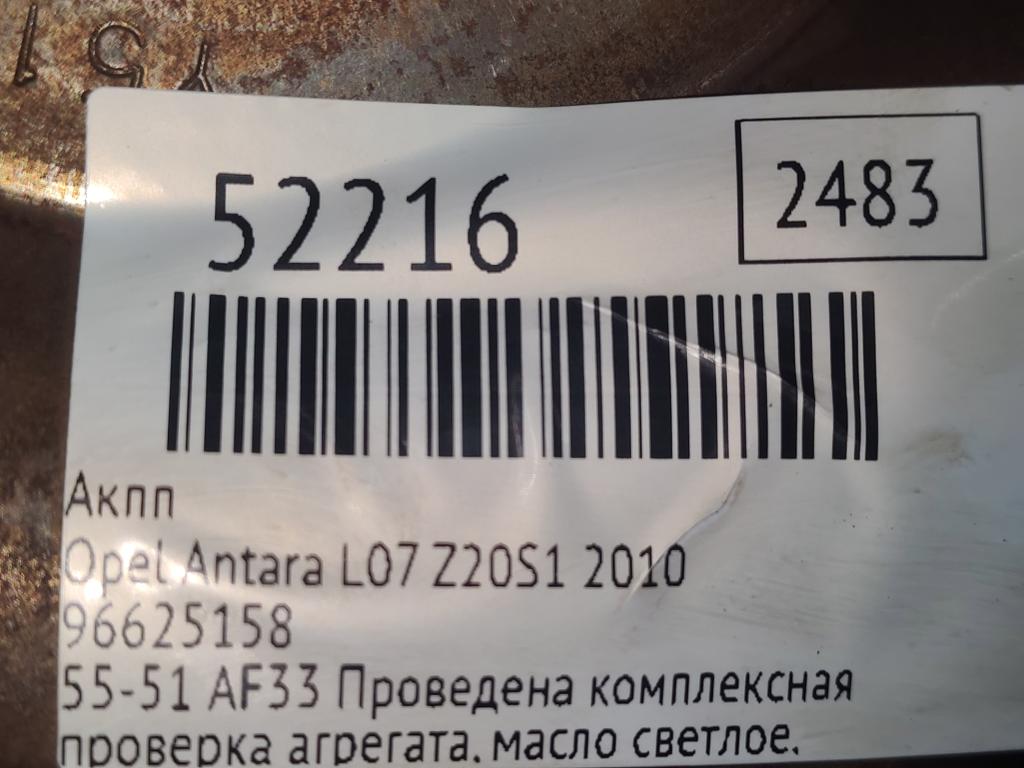 52216
2483
Акпп
Opel Antara L07 Z20S1 2010
96625158
55-51 AF33 Проведена комплексная
проверка агрегата. масло светлое.